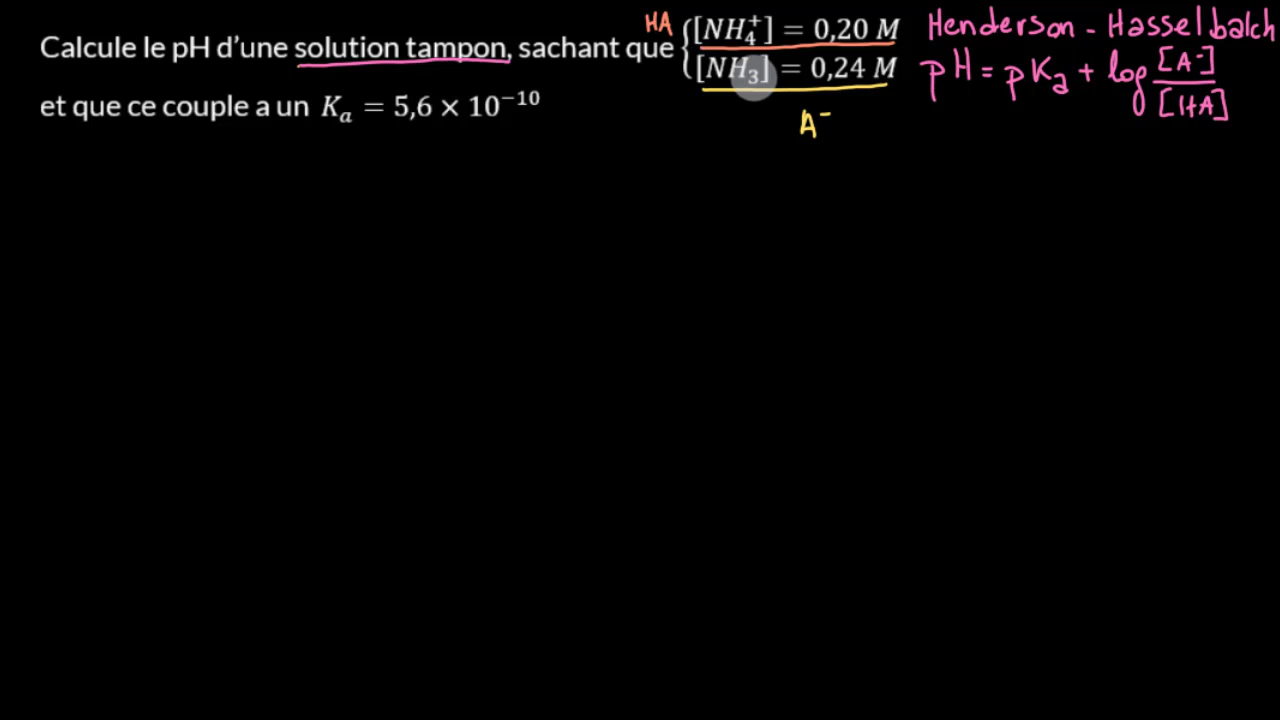 Calcule le pH d’une solution tampon, sachant que
et que ce couple a un Kₐ = 5,6 × 10⁻¹⁰
HA
{[NH₄⁺] = 0,20 M
[NH₃] = 0,24 M
A⁻
Henderson - Hasselbalch
pH = pKa + log [A⁻]/[HA]